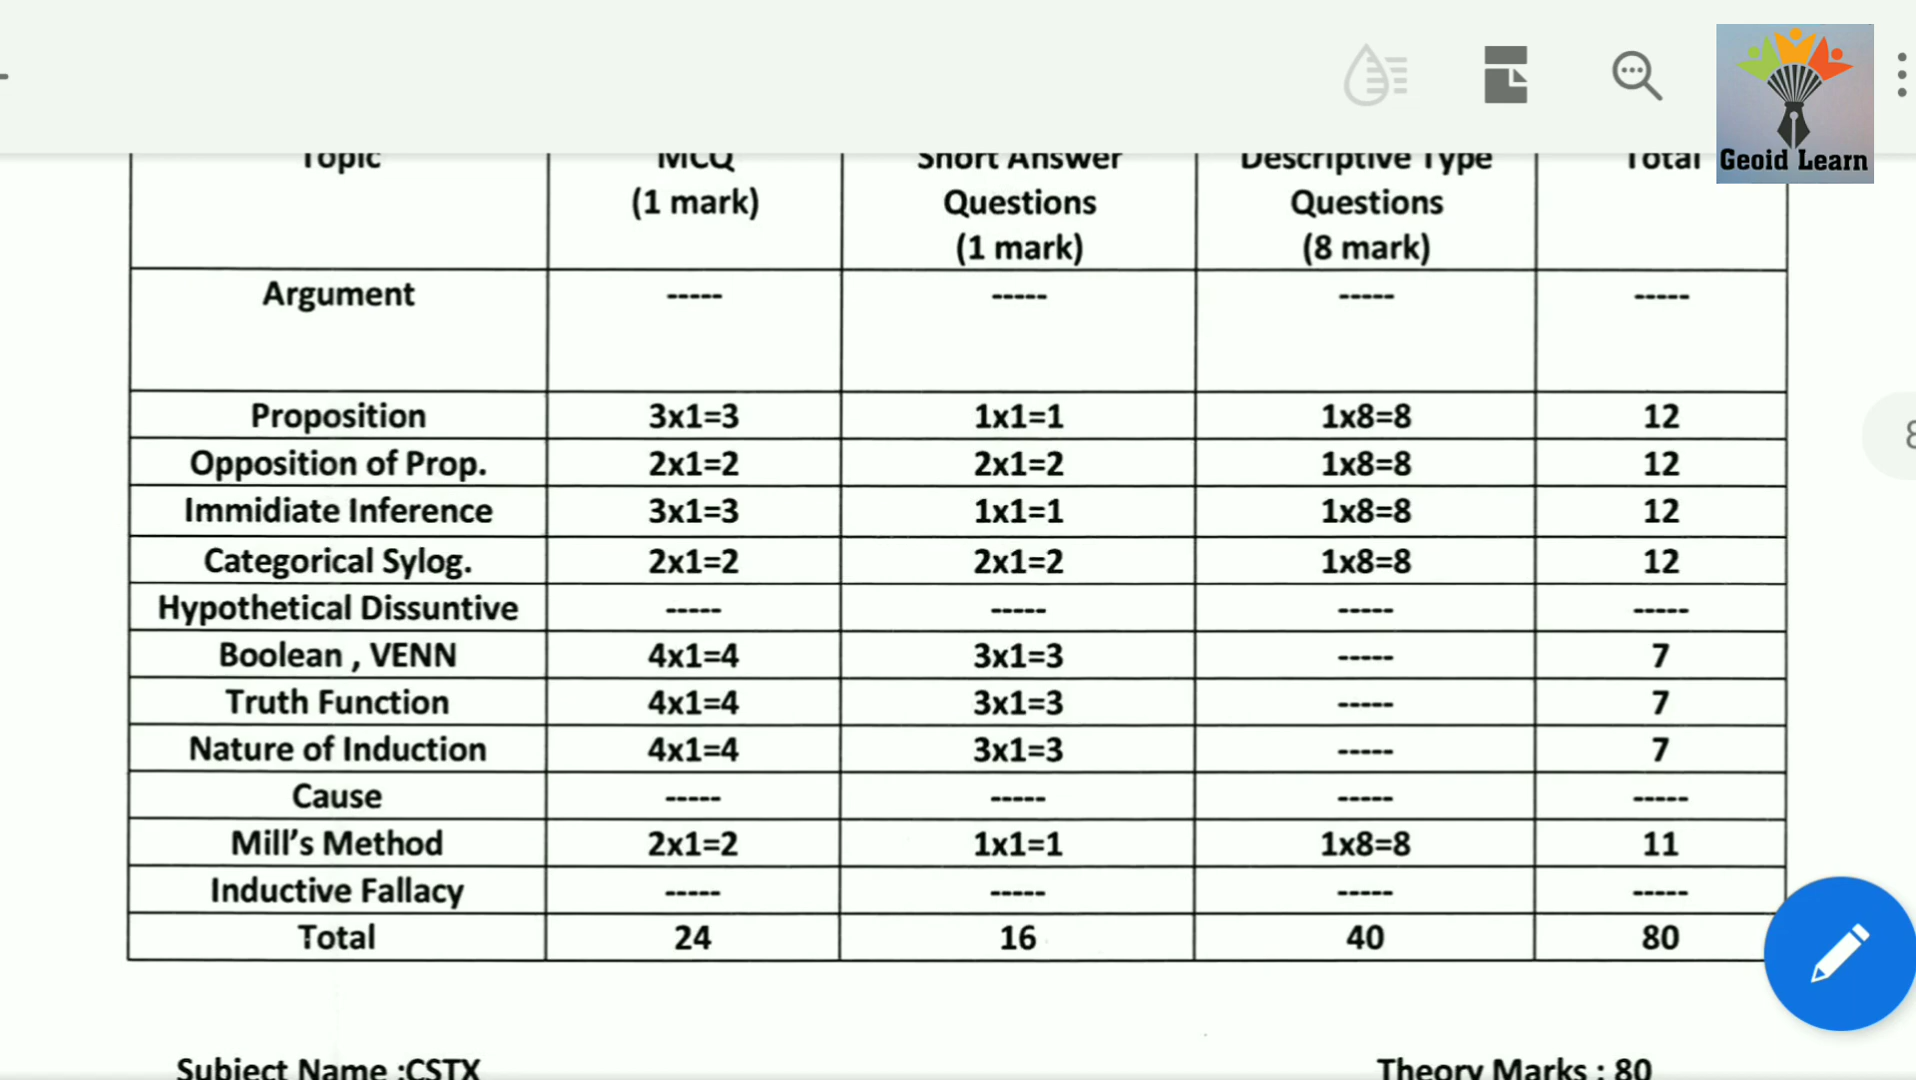 Topic MCQ Short Answer Descriptive Type Total Geoid Learn
(1 mark) Questions Questions
(1 mark) (8 mark)
Argument ----- ----- ----- -----
Proposition 3x1=3 1x1=1 1x8=8 12
Opposition of Prop. 2x1=2 2x1=2 1x8=8 12
Immidiate Inference 3x1=3 1x1=1 1x8=8 12
Categorical Sylog. 2x1=2 2x1=2 1x8=8 12
Hypothetical Dissuntive ----- ----- ----- -----
Boolean , VENN 4x1=4 3x1=3 ----- 7
Truth Function 4x1=4 3x1=3 ----- 7
Nature of Induction 4x1=4 3x1=3 ----- 7
Cause ----- ----- ----- -----
Mill’s Method 2x1=2 1x1=1 1x8=8 11
Inductive Fallacy ----- ----- ----- -----
Total 24 16 40 80
Subject Name :CSTX Theory Marks : 80